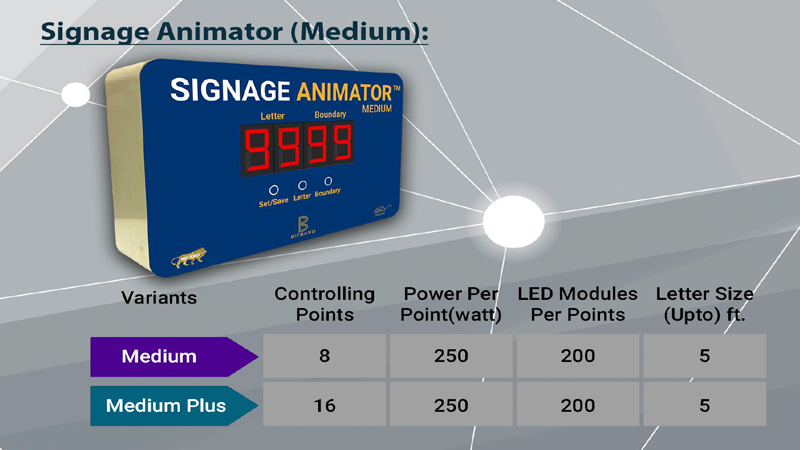 Signage Animator (Medium):
SIGNAGE ANIMATOR™
MEDIUM
Letter Boundary
9999
Set/Save Letter Boundary
BITBAND
Variants Controlling Points Power Per Point(watt) LED Modules Per Points Letter Size (Upto) ft.
Medium 8 250 200 5
Medium Plus 16 250 200 5